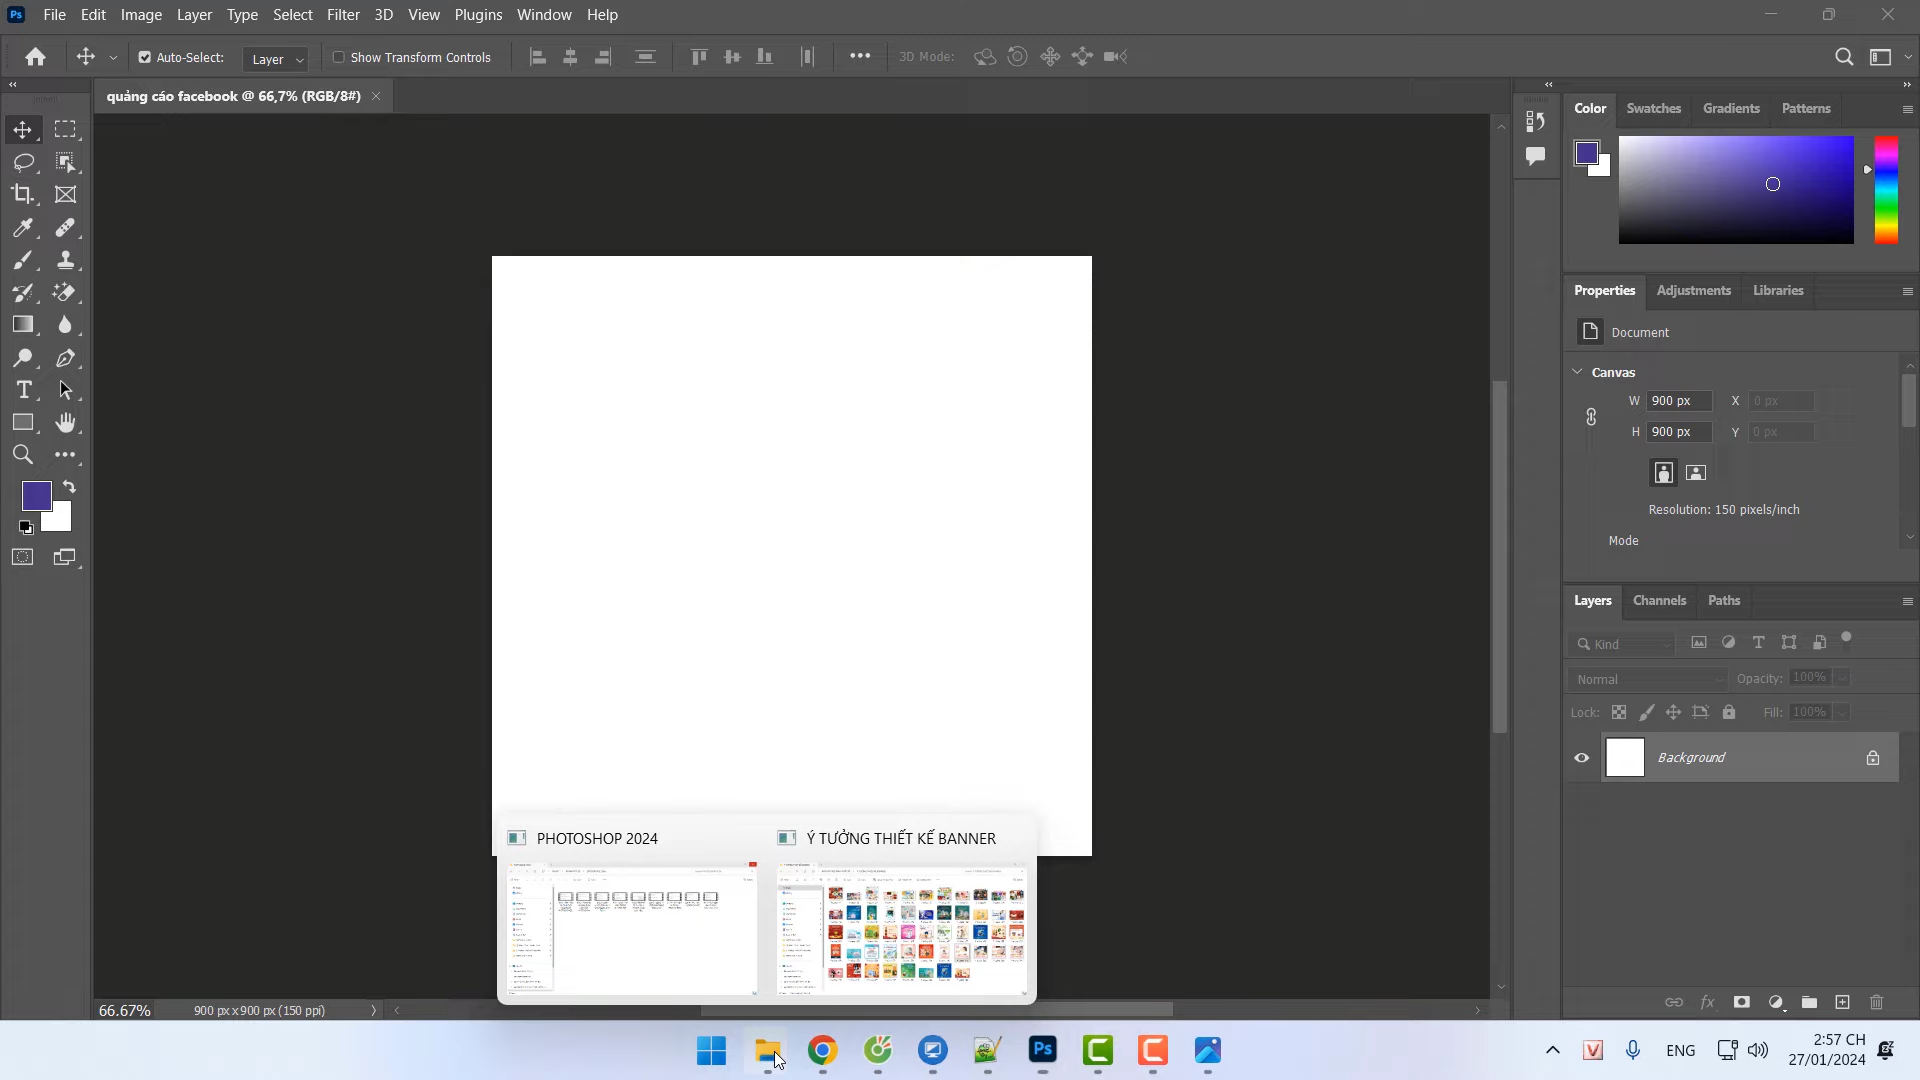 Ps File Edit Image Layer Type Select Filter 3D View Plugins Window Help
Auto-Select: Layer Show Transform Controls 3D Mode:
quảng cáo facebook @ 66,7% (RGB/8#)
Color Swatches Gradients Patterns
Properties Adjustments Libraries
Document
Canvas
W 900 px X 0 px
H 900 px Y 0 px
Resolution: 150 pixels/inch
Mode
Layers Channels Paths
Kind
Normal Opacity: 100%
Lock: Fill: 100%
Background
PHOTOSHOP 2024 Ý TƯỞNG THIẾT KẾ BANNER
66.67% 900 px x 900 px (150 ppi)
Ps
ENG
2:57 CH
27/01/2024